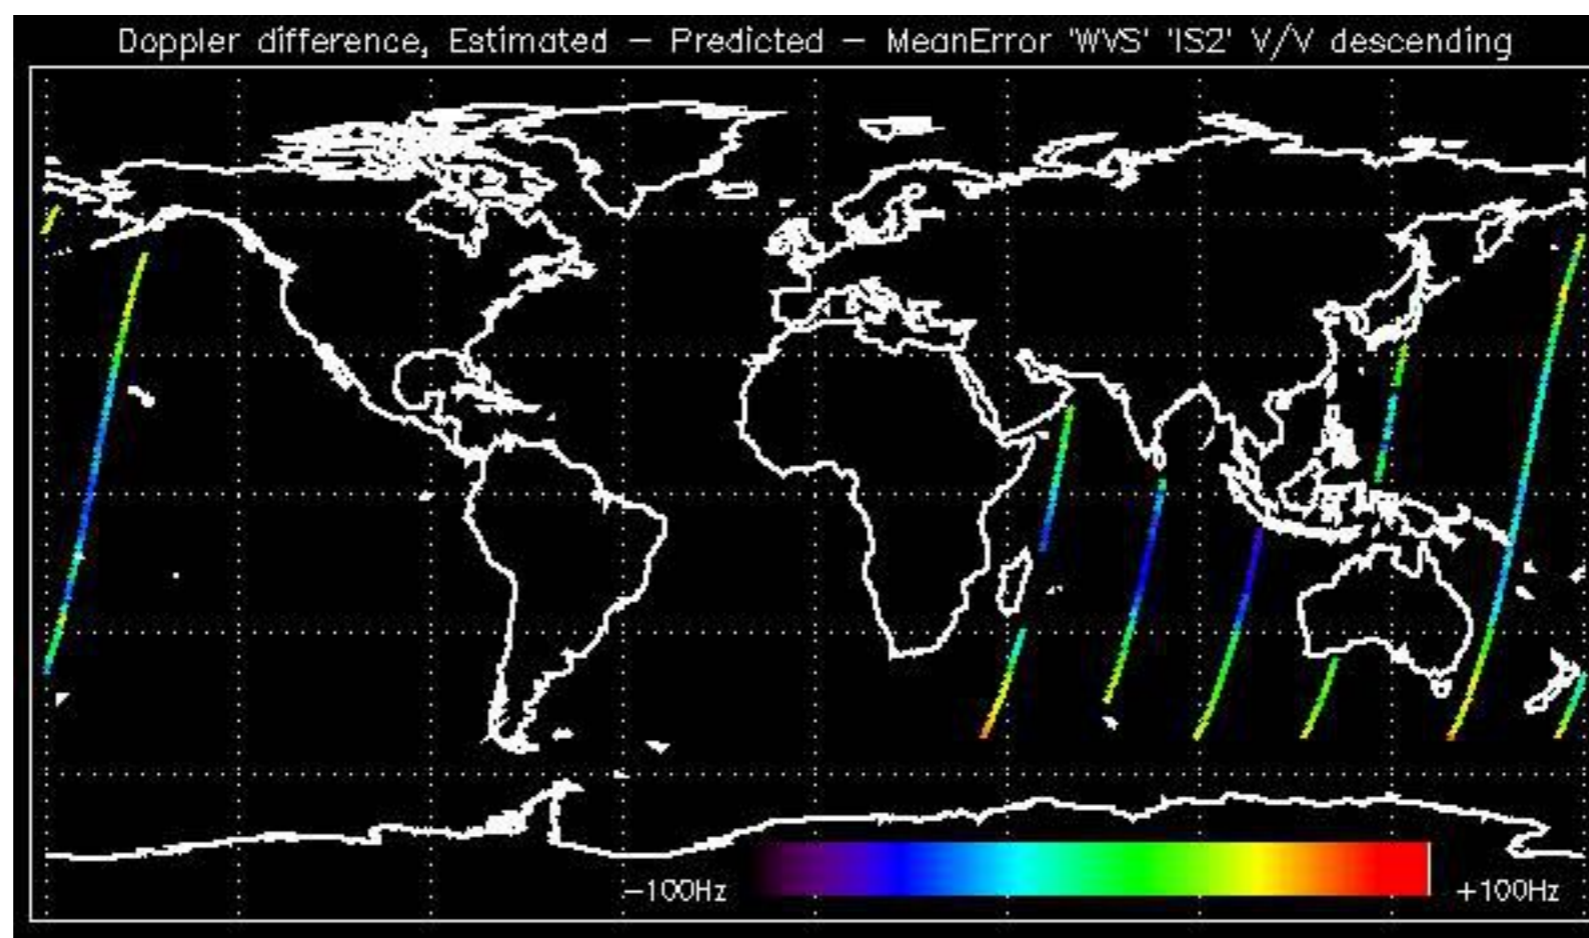 Doppler difference, Estimated – Predicted – MeanError 'WVS' 'IS2' V/V descending
–100Hz +100Hz